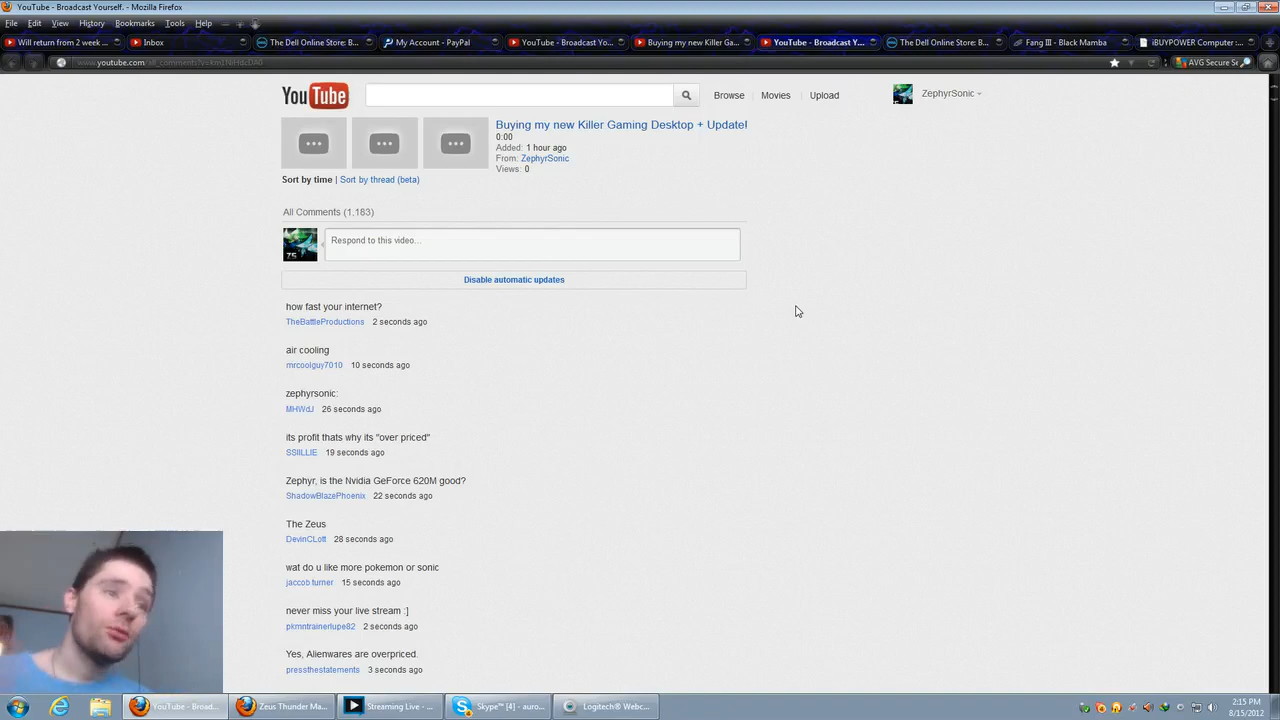 YouTube - Broadcast Yourself. - Mozilla Firefox
File Edit View History Bookmarks Tools Help
Will return from 2 week ...
Inbox
The Dell Online Store: B...
My Account - PayPal
YouTube - Broadcast Yo...
Buying my new Killer Ga...
YouTube - Broadcast Y...
The Dell Online Store: B...
Fang III - Black Mamba
iBUYPOWER Computer :...
AVG Secure Se
YouTube
Browse Movies Upload
ZephyrSonic
Buying my new Killer Gaming Desktop + Update!
0:00
Added: 1 hour ago
From: ZephyrSonic
Views: 0
Sort by time | Sort by thread (beta)
All Comments (1,183)
Respond to this video...
ZS
Disable automatic updates
how fast your internet?
TheBattleProductions 2 seconds ago
air cooling
mrcoolguy7010 10 seconds ago
zephyrsonic:
MHWdJ 26 seconds ago
its profit thats why its "over priced"
SSIILLIE 19 seconds ago
Zephyr, is the Nvidia GeForce 620M good?
ShadowBlazePhoenix 22 seconds ago
The Zeus
DevinCLott 28 seconds ago
wat do u like more pokemon or sonic
jaccob turner 15 seconds ago
never miss your live stream :]
pkmntrainerlupe82 2 seconds ago
Yes, Alienwares are overpriced.
pressthestatements 3 seconds ago
YouTube - Broad...
Zeus Thunder Ma...
Streaming Live - ...
Skype™ [4] - auro...
Logitech® Webc...
2:15 PM
8/15/2012